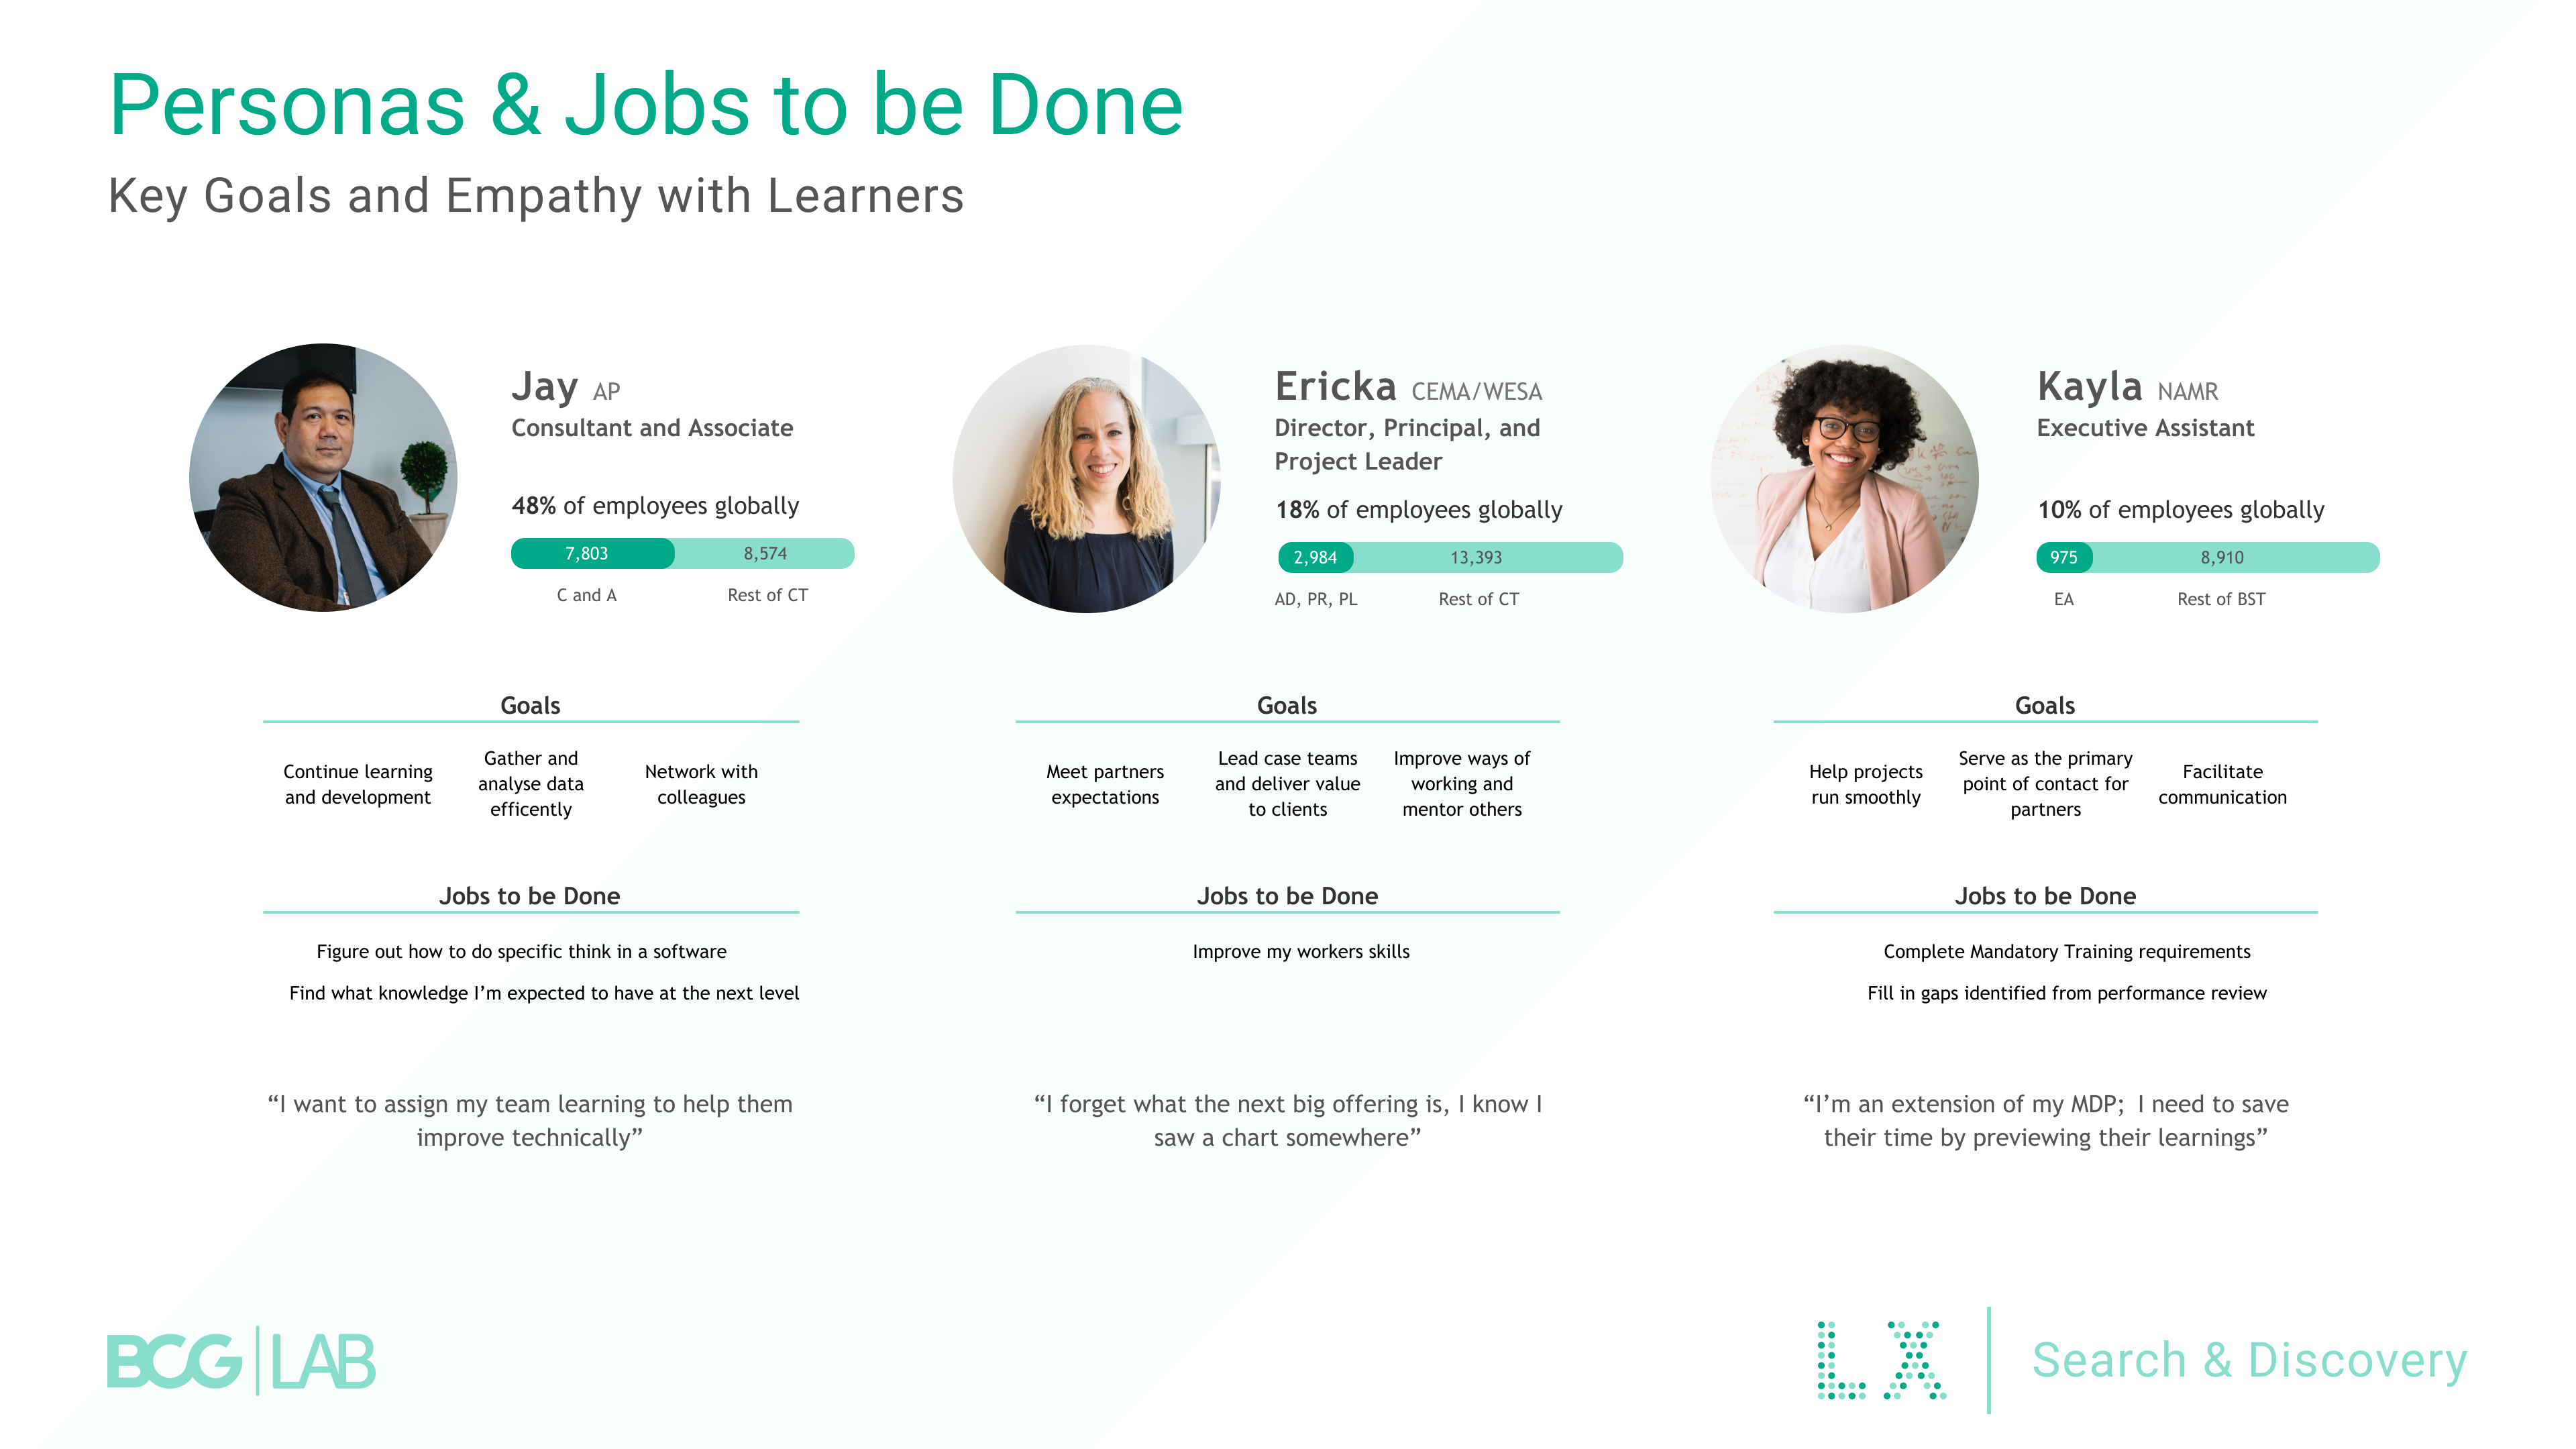 Personas & Jobs to be Done
Key Goals and Empathy with Learners
Jay AP
Consultant and Associate
48% of employees globally
7,803 8,574
C and A Rest of CT
Goals
Continue learning
and development
Gather and
analyse data
efficently
Network with
colleagues
Jobs to be Done
Figure out how to do specific think in a software
Find what knowledge I’m expected to have at the next level
“I want to assign my team learning to help them
improve technically”
Ericka CEMA/WESA
Director, Principal, and
Project Leader
18% of employees globally
2,984 13,393
AD, PR, PL Rest of CT
Goals
Meet partners
expectations
Lead case teams
and deliver value
to clients
Improve ways of
working and
mentor others
Jobs to be Done
Improve my workers skills
“I forget what the next big offering is, I know I
saw a chart somewhere”
Kayla NAMR
Executive Assistant
10% of employees globally
975 8,910
EA Rest of BST
Goals
Help projects
run smoothly
Serve as the primary
point of contact for
partners
Facilitate
communication
Jobs to be Done
Complete Mandatory Training requirements
Fill in gaps identified from performance review
“I’m an extension of my MDP; I need to save
their time by previewing their learnings”
BCG LAB
LX Search & Discovery